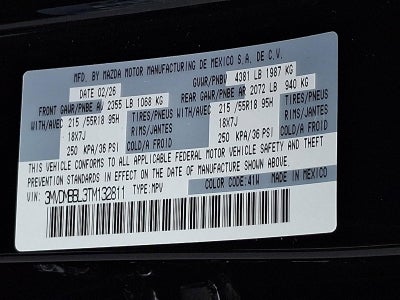 MFD. BY MAZDA MOTOR MANUFACTURING DE MEXICO S.A. DE C.V.
DATE 02/26 GVWR/PNBV 4381 LB 1987 KG
FRONT GAWR/PNBE AV 2355 LB 1068 KG REAR GAWR/PNBE AR 2072 LB 940 KG
WITH/AVEC 215 /55R18 95H TIRES/PNEUS WITH/AVEC 215 /55R18 95H TIRES/PNEUS
18X7J RIMS/JANTES 18X7J RIMS/JANTES
250 KPA/36 PSI COLD/A FROID 250 KPA/36 PSI COLD/A FROID
THIS VEHICLE CONFORMS TO ALL APPLICABLE FEDERAL MOTOR VEHICLE SAFETY AND THEFT
PREVENTION STANDARDS IN EFFECT ON THE DATE OF MANUFACTURE SHOWN ABOVE.
VIN: TYPE:MPV COLOR CODE:41W MADE IN MEXICO